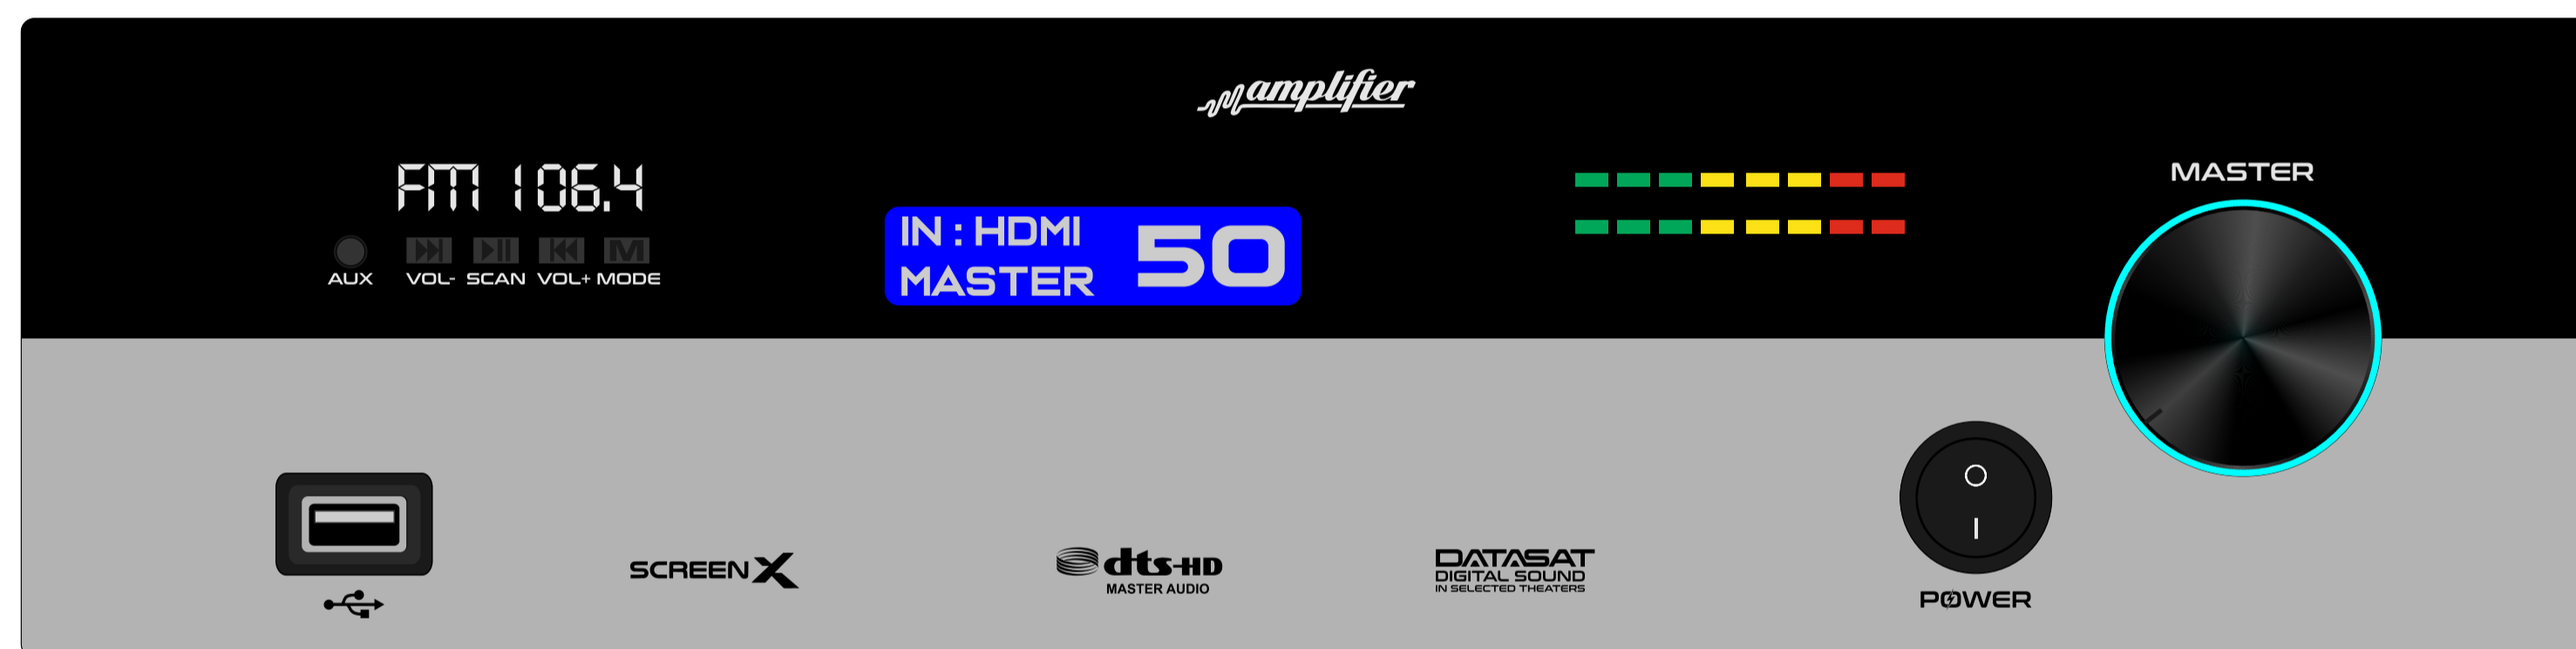 amplifier
FM 106.4
AUX VOL- SCAN VOL+ MODE
M
IN : HDMI
MASTER
50
MASTER
SCREENX
dts-HD
MASTER AUDIO
DATASAT
DIGITAL SOUND
IN SELECTED THEATERS
POWER